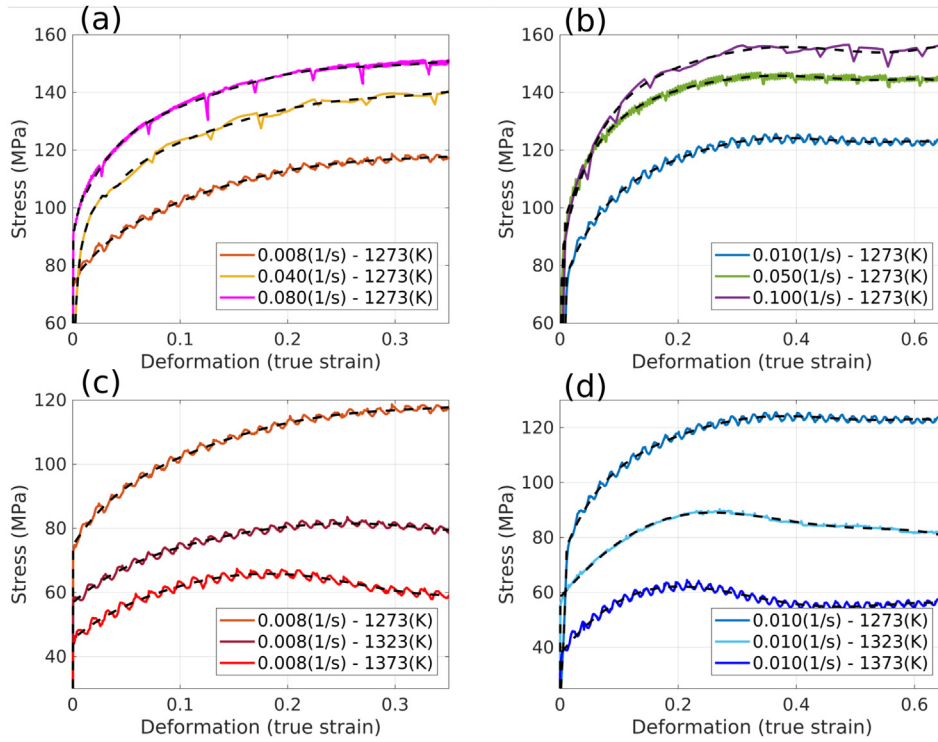 (a)
160
140
120
100
80
60
Stress (MPa)
0.008(1/s) - 1273(K)
0.040(1/s) - 1273(K)
0.080(1/s) - 1273(K)
0 0.1 0.2 0.3
Deformation (true strain)
(b)
160
140
120
100
80
60
Stress (MPa)
0.010(1/s) - 1273(K)
0.050(1/s) - 1273(K)
0.100(1/s) - 1273(K)
0 0.2 0.4 0.6
Deformation (true strain)
(c)
120
100
80
60
40
Stress (MPa)
0.008(1/s) - 1273(K)
0.008(1/s) - 1323(K)
0.008(1/s) - 1373(K)
0 0.1 0.2 0.3
Deformation (true strain)
(d)
120
100
80
60
40
Stress (MPa)
0.010(1/s) - 1273(K)
0.010(1/s) - 1323(K)
0.010(1/s) - 1373(K)
0 0.2 0.4 0.6
Deformation (true strain)